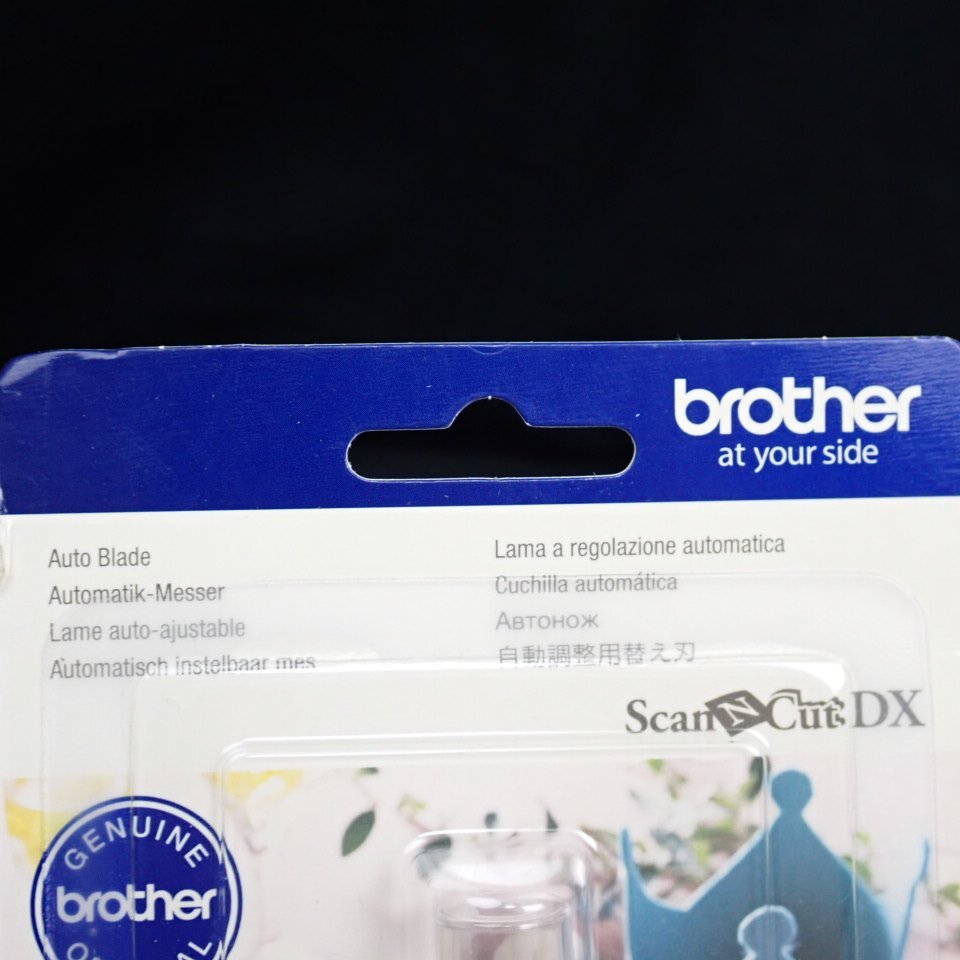 brother
at your side
Auto Blade
Automatik-Messer
Lame auto-ajustable
Automatisch instelbaar mes
Lama a regolazione automatica
Cuchilla automática
Автонож
自動調整用替え刃
ScanNCut DX
GENUINE
brother